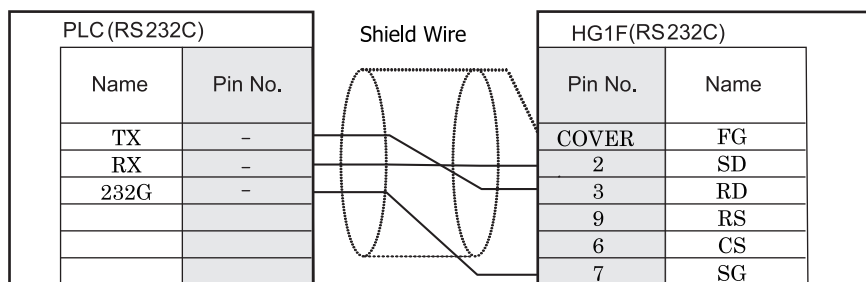 PLC(RS232C) Shield Wire HG1F(RS232C)
Name Pin No. Pin No. Name
TX – COVER FG
RX – 2 SD
232G – 3 RD
9 RS
6 CS
7 SG